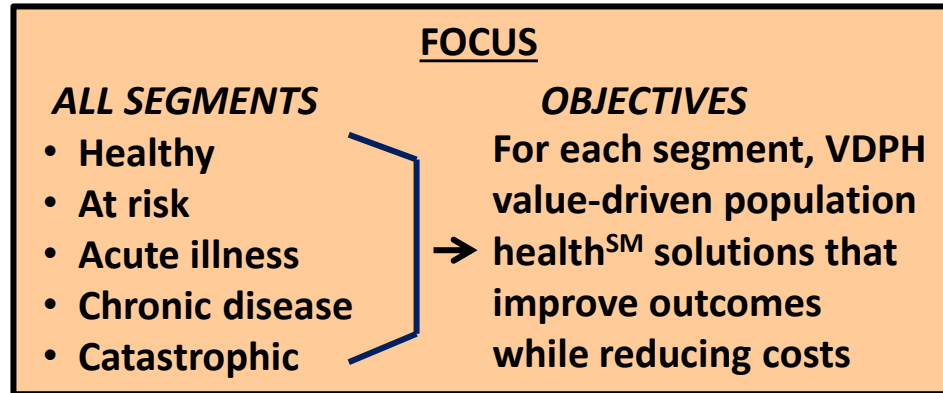 FOCUS
ALL SEGMENTS
• Healthy
• At risk
• Acute illness
• Chronic disease
• Catastrophic
OBJECTIVES
For each segment, VDPH
value-driven population
healthSM solutions that
improve outcomes
while reducing costs